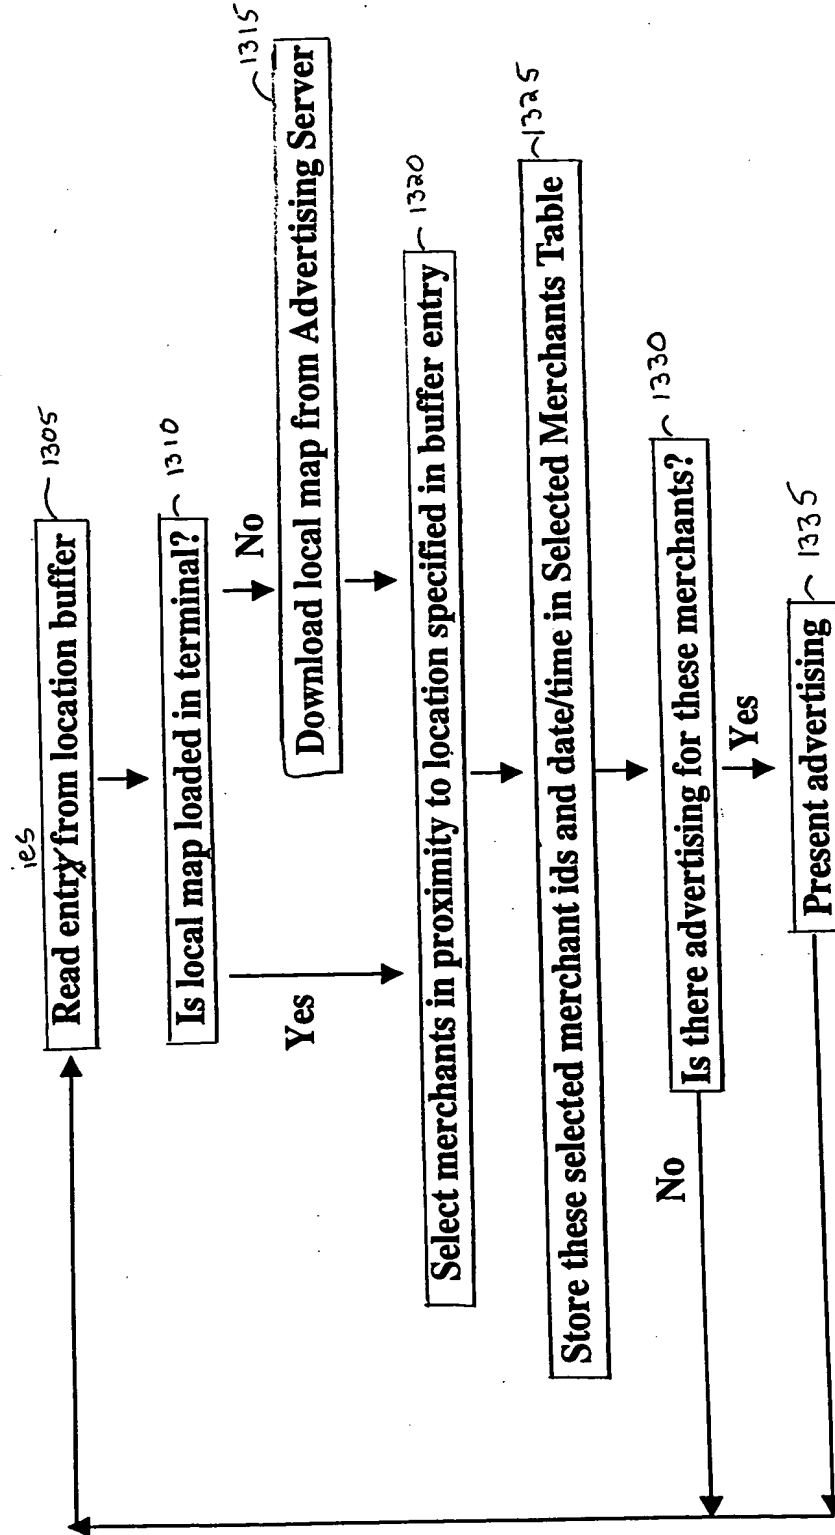 ies
Read entry from location buffer
1305
Is local map loaded in terminal?
1310
No
Download local map from Advertising Server
1315
Yes
Select merchants in proximity to location specified in buffer entry
1320
Store these selected merchant ids and date/time in Selected Merchants Table
1325
Is there advertising for these merchants?
1330
No
Yes
Present advertising
1335